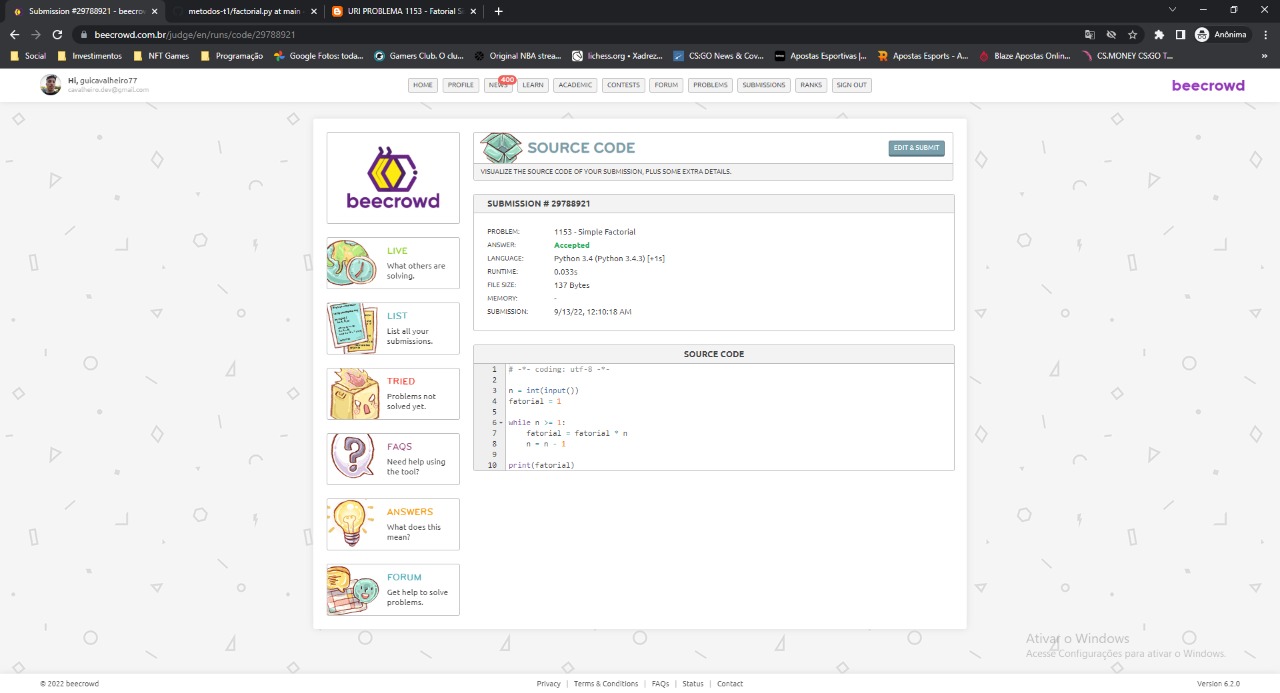 Submission #29788921 - beecrow
metodos-t1/factorial.py at main
URI PROBLEMA 1153 - Fatorial S
beecrowd.com.br/judge/en/runs/code/29788921
Anônima
Social
Investimentos
NFT Games
Programação
Google Fotos: toda...
Gamers Club. O clu...
Original NBA strea...
lichess.org • Xadrez...
CS:GO News & Cov...
Apostas Esportivas |...
Apostas Esports - A...
Blaze Apostas Onlin...
CS.MONEY CS:GO T...
Hi, guicavalheiro77
cavalheiro.dev@gmail.com
HOME
PROFILE
NEWS
400
LEARN
ACADEMIC
CONTESTS
FORUM
PROBLEMS
SUBMISSIONS
RANKS
SIGN OUT
beecrowd
beecrowd
LIVE
What others are
solving.
LIST
List all your
submissions.
TRIED
Problems not
solved yet.
FAQS
Need help using
the tool?
ANSWERS
What does this
mean?
FORUM
Get help to solve
problems.
SOURCE CODE
EDIT & SUBMIT
VISUALIZE THE SOURCE CODE OF YOUR SUBMISSION, PLUS SOME EXTRA DETAILS.
SUBMISSION # 29788921
PROBLEM: 1153 - Simple Factorial
ANSWER: Accepted
LANGUAGE: Python 3.4 (Python 3.4.3) [+1s]
RUNTIME: 0.033s
FILE SIZE: 137 Bytes
MEMORY: -
SUBMISSION: 9/13/22, 12:10:18 AM
SOURCE CODE
1 # -*- coding: utf-8 -*-
2
3 n = int(input())
4 fatorial = 1
5
6 while n >= 1:
7 fatorial = fatorial * n
8 n = n - 1
9
10 print(fatorial)
Ativar o Windows
Acesse Configurações para ativar o Windows.
© 2022 beecrowd
Privacy | Terms & Conditions | FAQs | Status | Contact
Version 6.2.0